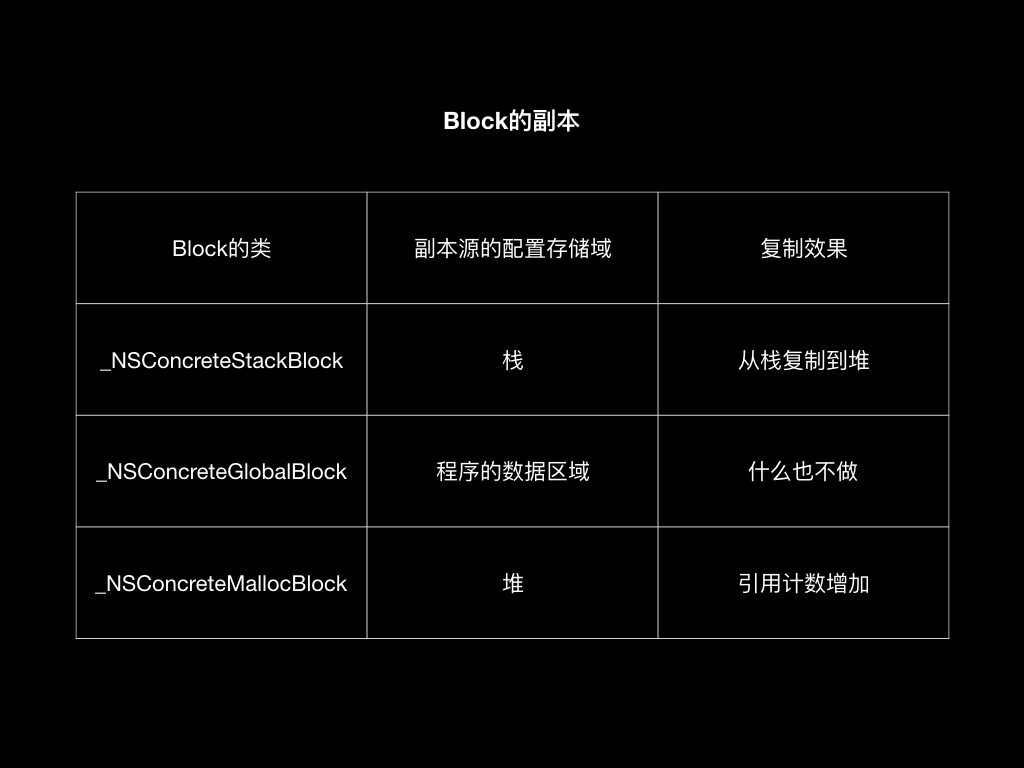 Block的副本
Block的类
副本源的配置存储域
复制效果
_NSConcreteStackBlock
栈
从栈复制到堆
_NSConcreteGlobalBlock
程序的数据区域
什么也不做
_NSConcreteMallocBlock
堆
引用计数增加